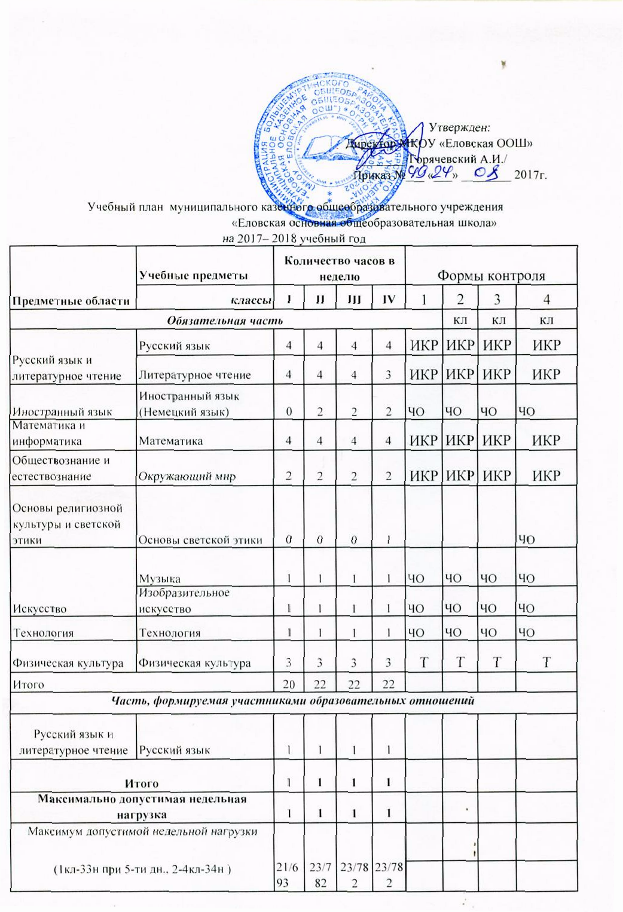 Утвержден:
Директор МКОУ «Еловская ООШ»
/Горячевский А.И./
Приказ № «24» 08 2017г.
Учебный план муниципального казенного общеобразовательного учреждения
«Еловская основная общеобразовательная школа»
на 2017– 2018 учебный год
Предметные области Учебные предметы Количество часов в неделю Формы контроля
классы I II III IV 1 2 3 4
Обязательная часть кл кл кл
Русский язык и литературное чтение Русский язык 4 4 4 4 ИКР ИКР ИКР ИКР
Литературное чтение 4 4 4 3 ИКР ИКР ИКР ИКР
Иностранный язык Иностранный язык (Немецкий язык) 0 2 2 2 ЧО ЧО ЧО ЧО
Математика и информатика Математика 4 4 4 4 ИКР ИКР ИКР ИКР
Обществознание и естествознание Окружающий мир 2 2 2 2 ИКР ИКР ИКР ИКР
Основы религиозной культуры и светской этики Основы светской этики 0 0 0 1 ЧО
Искусство Музыка 1 1 1 1 ЧО ЧО ЧО ЧО
Изобразительное искусство 1 1 1 1 ЧО ЧО ЧО ЧО
Технология Технология 1 1 1 1 ЧО ЧО ЧО ЧО
Физическая культура Физическая культура 3 3 3 3 Т Т Т Т
Итого 20 22 22 22
Часть, формируемая участниками образовательных отношений
Русский язык и литературное чтение Русский язык 1 1 1 1
Итого 1 1 1 1
Максимально допустимая недельная нагрузка 1 1 1 1
Максимум допустимой недельной нагрузки
(1кл-33н при 5-ти дн., 2-4кл-34н ) 21/693 23/782 23/782 23/782